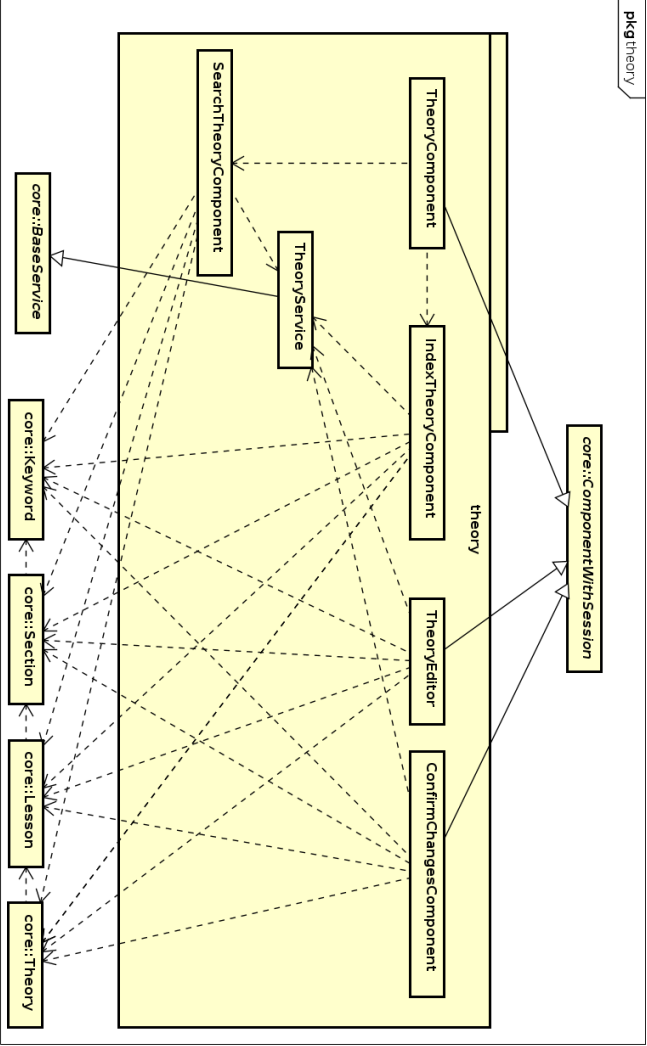 pkg theory
core::ComponentWithSession
theory
TheoryComponent
IndexTheoryComponent
TheoryEditor
ConfirmChangesComponent
TheoryService
SearchTheoryComponent
core::BaseService
core::Keyword
core::Section
core::Lesson
core::Theory